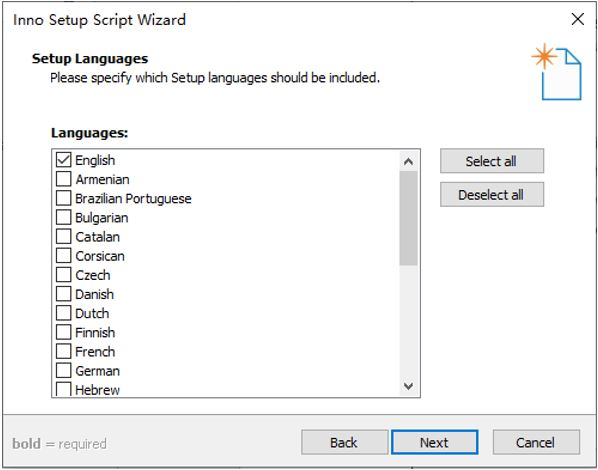 Inno Setup Script Wizard
Setup Languages
Please specify which Setup languages should be included.
Languages:
English
Armenian
Brazilian Portuguese
Bulgarian
Catalan
Corsican
Czech
Danish
Dutch
Finnish
French
German
Hebrew
Select all
Deselect all
bold = required
Back
Next
Cancel